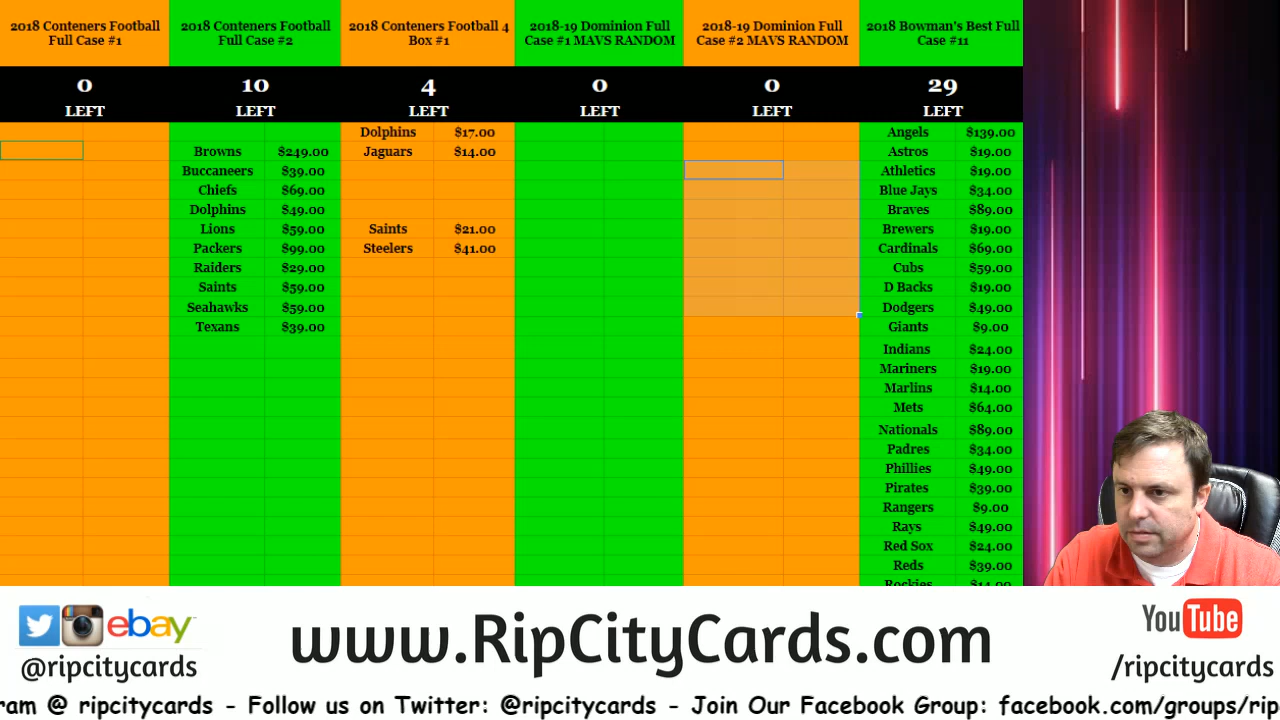 2018 Conteners Football
Full Case #1
0
LEFT
2018 Conteners Football
Full Case #2
10
LEFT
Browns $249.00
Buccaneers $39.00
Chiefs $69.00
Dolphins $49.00
Lions $59.00
Packers $99.00
Raiders $29.00
Saints $59.00
Seahawks $59.00
Texans $39.00
2018 Conteners Football 4
Box #1
4
LEFT
Dolphins $17.00
Jaguars $14.00
Saints $21.00
Steelers $41.00
2018-19 Dominion Full
Case #1 MAVS RANDOM
0
LEFT
2018-19 Dominion Full
Case #2 MAVS RANDOM
0
LEFT
2018 Bowman's Best Full
Case #11
29
LEFT
Angels $139.00
Astros $19.00
Athletics $19.00
Blue Jays $34.00
Braves $89.00
Brewers $19.00
Cardinals $69.00
Cubs $59.00
D Backs $19.00
Dodgers $49.00
Giants $9.00
Indians $24.00
Mariners $19.00
Marlins $14.00
Mets $64.00
Nationals $89.00
Padres $34.00
Phillies $49.00
Pirates $39.00
Rangers $9.00
Rays $49.00
Red Sox $24.00
Reds $39.00
Rockies $14.00
ebay
@ripcitycards
www.RipCityCards.com
YouTube
/ripcitycards
ram @ ripcitycards - Follow us on Twitter: @ripcitycards - Join Our Facebook Group: facebook.com/groups/rip